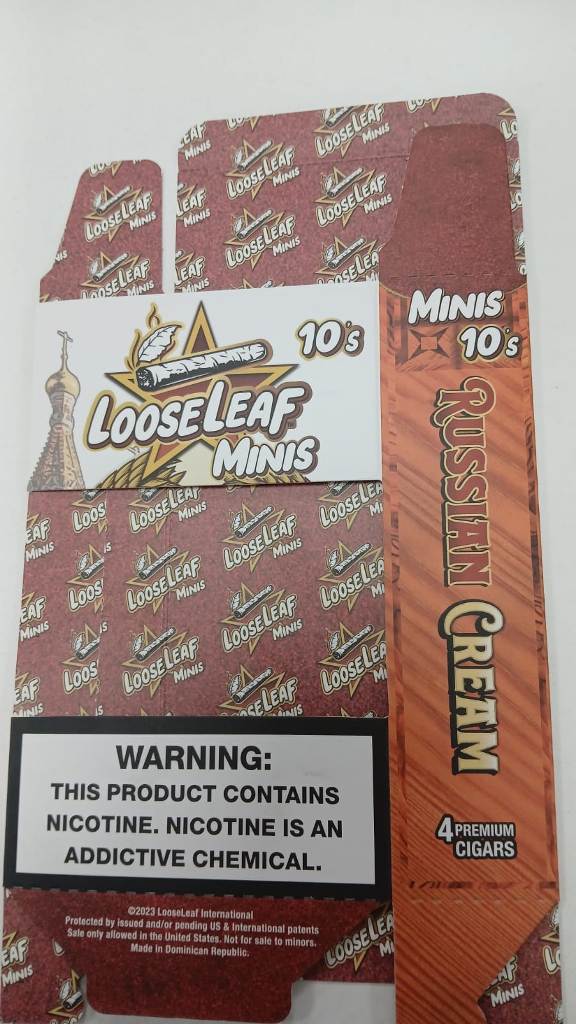 LOOSELEAF
MINIS
10's
MINIS
10's
RUSSIAN CREAM
4 PREMIUM
CIGARS
LOOSELEAF
MINIS
WARNING:
THIS PRODUCT CONTAINS
NICOTINE. NICOTINE IS AN
ADDICTIVE CHEMICAL.
©2023 LooseLeaf International
Protected by issued and/or pending US & International patents
Sale only allowed in the United States. Not for sale to minors.
Made in Dominican Republic.